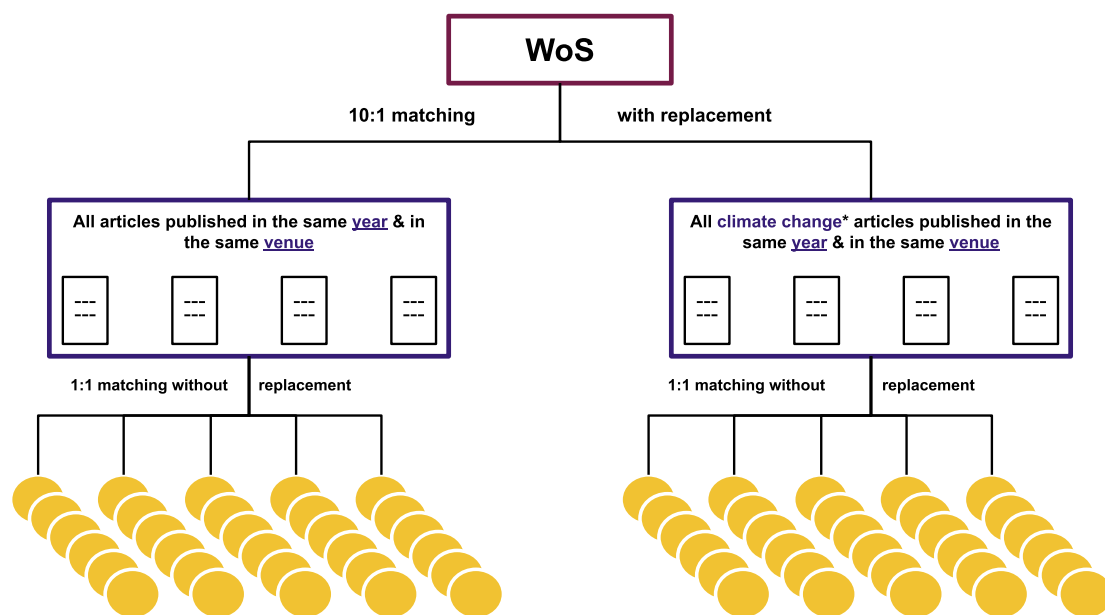 WoS
10:1 matching with replacement
All articles published in the same year & in
the same venue
All climate change* articles published in the
same year & in the same venue
--- --- --- ---
--- --- --- ---
--- --- --- ---
--- --- --- ---
1:1 matching without replacement
1:1 matching without replacement